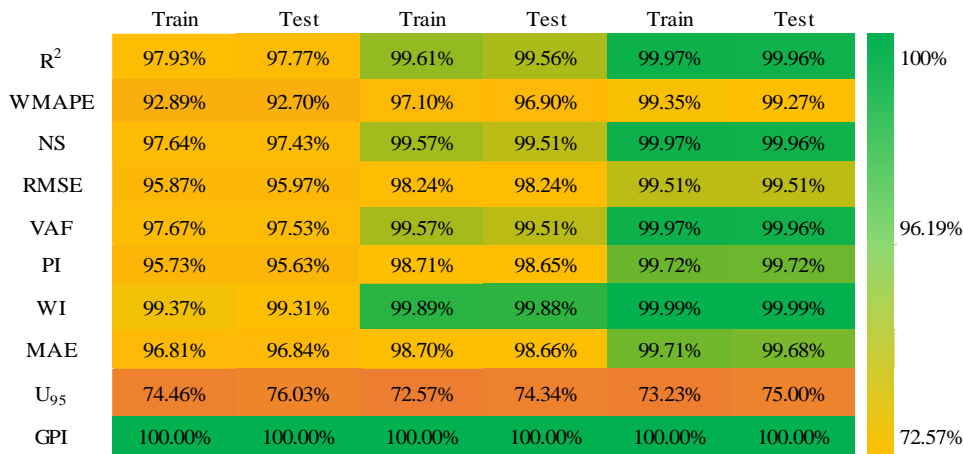 Train Test Train Test Train Test
R² 97.93% 97.77% 99.61% 99.56% 99.97% 99.96% 100%
WMAPE 92.89% 92.70% 97.10% 96.90% 99.35% 99.27%
NS 97.64% 97.43% 99.57% 99.51% 99.97% 99.96%
RMSE 95.87% 95.97% 98.24% 98.24% 99.51% 99.51%
VAF 97.67% 97.53% 99.57% 99.51% 99.97% 99.96% 96.19%
PI 95.73% 95.63% 98.71% 98.65% 99.72% 99.72%
WI 99.37% 99.31% 99.89% 99.88% 99.99% 99.99%
MAE 96.81% 96.84% 98.70% 98.66% 99.71% 99.68%
U₉₅ 74.46% 76.03% 72.57% 74.34% 73.23% 75.00%
GPI 100.00% 100.00% 100.00% 100.00% 100.00% 100.00% 72.57%